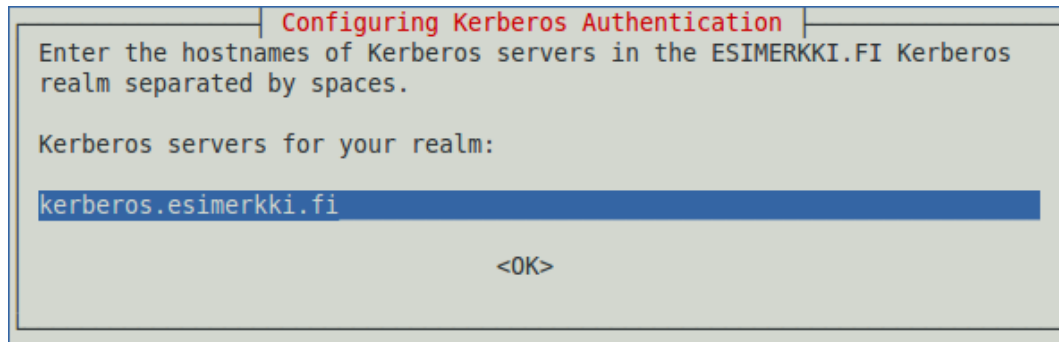 Configuring Kerberos Authentication
Enter the hostnames of Kerberos servers in the ESIMERKKI.FI Kerberos
realm separated by spaces.
Kerberos servers for your realm:
kerberos.esimerkki.fi
<OK>